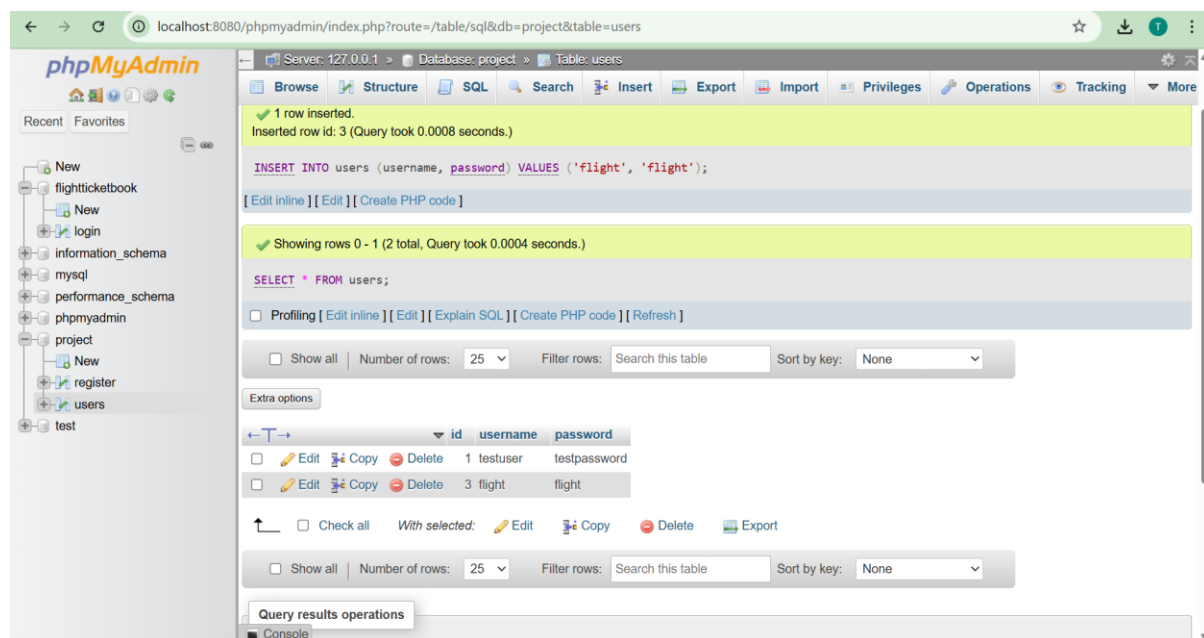 localhost:8080/phpmyadmin/index.php?route=/table/sql&db=project&table=users
T
phpMyAdmin
Recent Favorites
New
flightticketbook
New
login
information_schema
mysql
performance_schema
phpmyadmin
project
New
register
users
test
Server: 127.0.0.1 » Database: project » Table: users
Browse Structure SQL Search Insert Export Import Privileges Operations Tracking More
1 row inserted.
Inserted row id: 3 (Query took 0.0008 seconds.)
INSERT INTO users (username, password) VALUES ('flight', 'flight');
[ Edit inline ] [ Edit ] [ Create PHP code ]
Showing rows 0 - 1 (2 total, Query took 0.0004 seconds.)
SELECT * FROM users;
Profiling [ Edit inline ] [ Edit ] [ Explain SQL ] [ Create PHP code ] [ Refresh ]
Show all | Number of rows: 25 Filter rows: Search this table Sort by key: None
Extra options
←T→ id username password
Edit Copy Delete 1 testuser testpassword
Edit Copy Delete 3 flight flight
Check all With selected: Edit Copy Delete Export
Show all | Number of rows: 25 Filter rows: Search this table Sort by key: None
Query results operations
Console